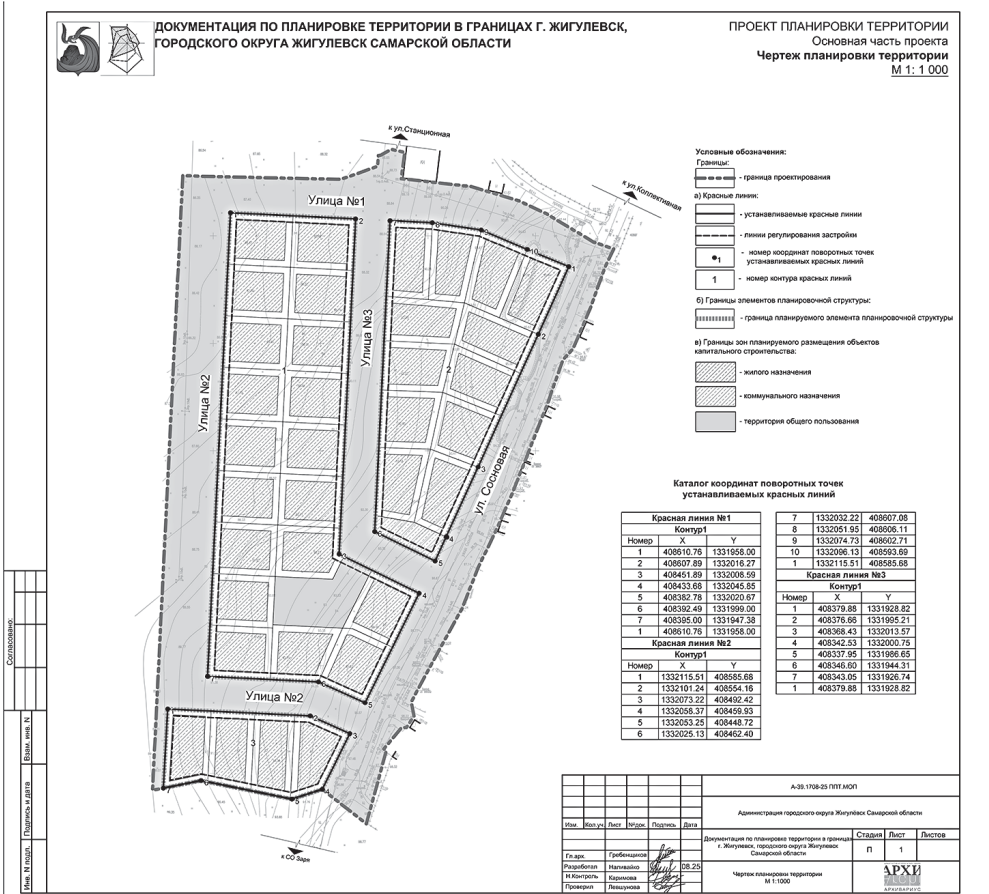 ДОКУМЕНТАЦИЯ ПО ПЛАНИРОВКЕ ТЕРРИТОРИИ В ГРАНИЦАХ Г. ЖИГУЛЕВСК,
ГОРОДСКОГО ОКРУГА ЖИГУЛЕВСК САМАРСКОЙ ОБЛАСТИ
ПРОЕКТ ПЛАНИРОВКИ ТЕРРИТОРИИ
Основная часть проекта
Чертеж планировки территории
М 1: 1 000
к ул.Станционная
к ул.Коллективная
Улица №1
Улица №2
Улица №3
ул. Сосновая
Улица №2
к СО Заря
Условные обозначения:
Границы:
- граница проектирования
а) Красные линии:
- устанавливаемые красные линии
- линии регулирования застройки
1 - номер координат поворотных точек
устанавливаемых красных линий
1 - номер контура красных линий
б) Границы элементов планировочной структуры:
- граница планируемого элемента планировочной структуры
в) Границы зон планируемого размещения объектов
капитального строительства:
- жилого назначения
- коммунального назначения
- территория общего пользования
Каталог координат поворотных точек
устанавливаемых красных линий
Красная линия №1
Контур1
Номер X Y
1 408610.76 1331958.00
2 408607.89 1332016.27
3 408451.89 1332008.59
4 408433.68 1332045.85
5 408382.78 1332020.67
6 408392.49 1331999.00
7 408395.00 1331947.38
1 408610.76 1331958.00
Красная линия №2
Контур1
Номер X Y
1 1332115.51 408585.68
2 1332101.24 408554.16
3 1332073.22 408492.42
4 1332058.37 408459.93
5 1332053.25 408448.72
6 1332025.13 408462.40
7 1332032.22 408607.08
8 1332051.95 408606.11
9 1332074.73 408602.71
10 1332096.13 408593.69
1 1332115.51 408585.68
Красная линия №3
Контур1
Номер X Y
1 408379.88 1331928.82
2 408376.66 1331995.21
3 408368.43 1332013.57
4 408342.53 1332000.75
5 408337.95 1331986.65
6 408346.60 1331944.31
7 408343.05 1331926.74
1 408379.88 1331928.82
Согласовано:
Взам. инв. N
Подпись и дата
Инв. N подл.
А-39.1708-25 ППТ.МОП
Администрация городского округа Жигулёвск Самарской области
Изм. Кол.уч. Лист №док. Подпись Дата
Документация по планировке территории в границах
г. Жигулевск, городского округа Жигулевск
Самарской области
Стадия Лист Листов
П 1
Гл.арх. Гребенщиков
Разработал Наливайко 08.25
Н.Контроль Каримова
Проверил Левшунова
Чертеж планировки территории
М 1:1000
АРХИ
АРХИВАРИУС